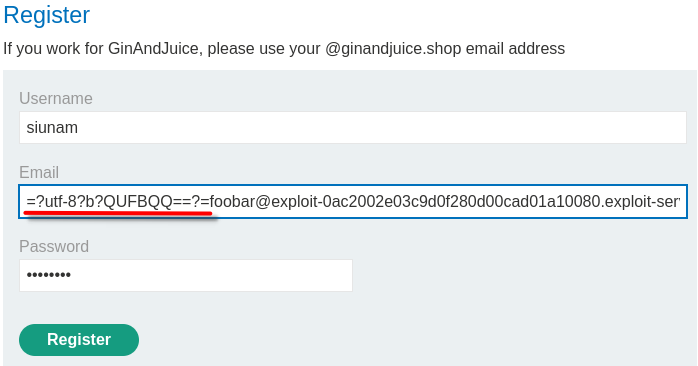 Register
If you work for GinAndJuice, please use your @ginandjuice.shop email address
Username
siunam
Email
=?utf-8?b?QUFBQQ==?=foobar@exploit-0ac2002e03c9d0f280d00cad01a10080.exploit-ser
Password
••••••••
Register